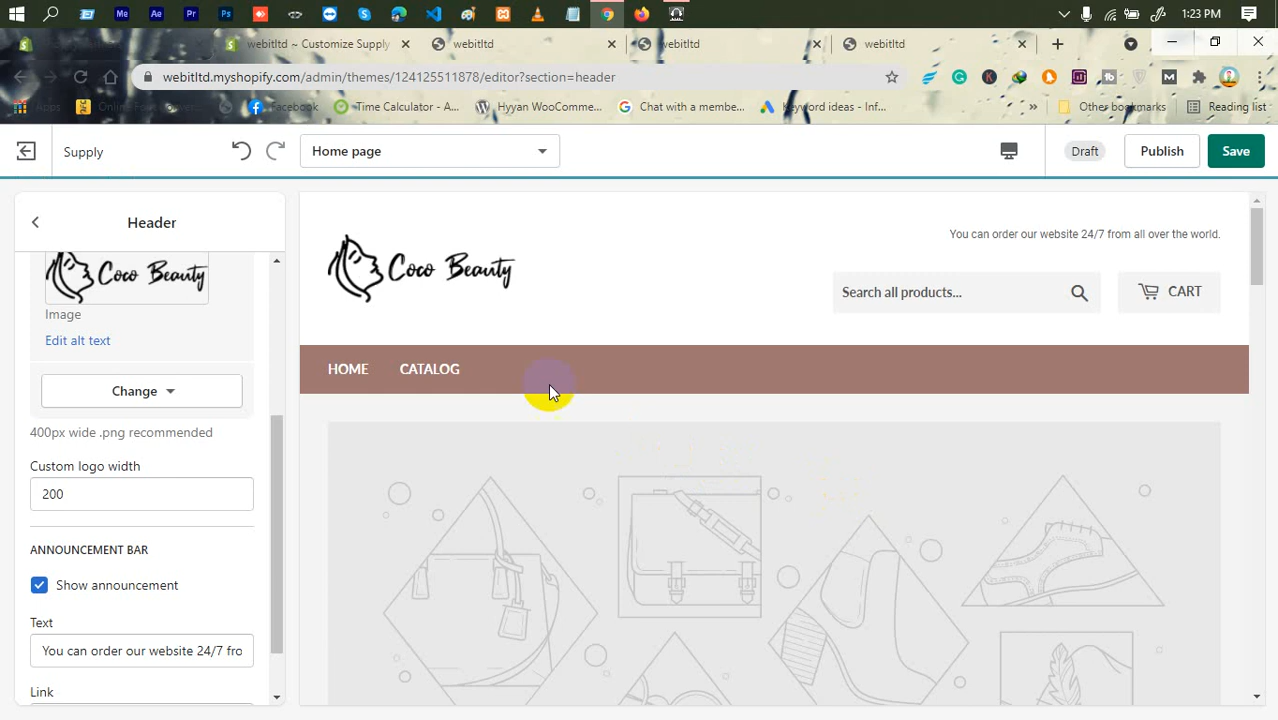 1:23 PM
webitltd ~ Customize Supply
webitltd
webitltd
webitltd
webitltd.myshopify.com/admin/themes/124125511878/editor?section=header
Apps
Facebook
Time Calculator - A...
Hyyan WooComme...
Chat with a membe...
Keyword ideas - Inf...
»
Other bookmarks
Reading list
Supply
Home page
Draft
Publish
Save
Header
Coco Beauty
Image
Edit alt text
Change
400px wide .png recommended
Custom logo width
200
ANNOUNCEMENT BAR
Show announcement
Text
You can order our website 24/7 fro
Link
Coco Beauty
You can order our website 24/7 from all over the world.
Search all products...
CART
HOME
CATALOG